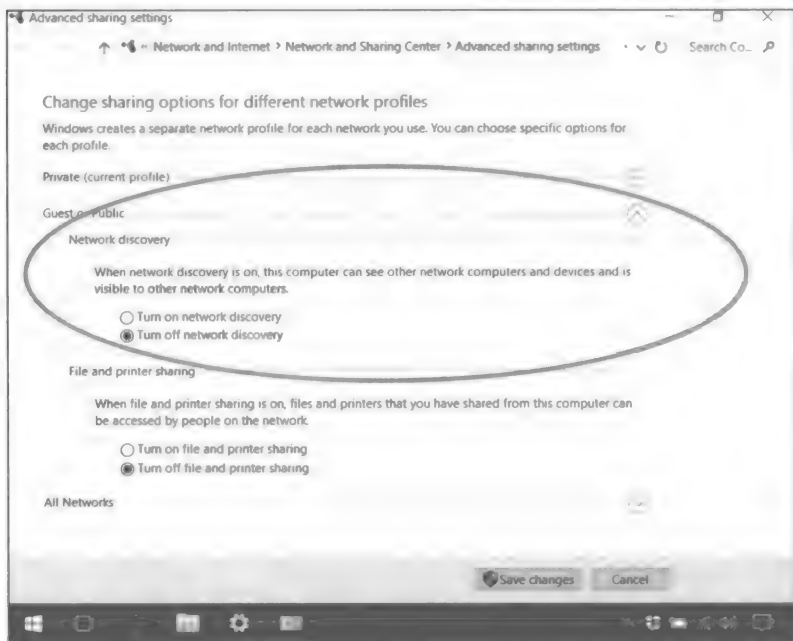 Advanced sharing settings
Network and Internet > Network and Sharing Center > Advanced sharing settings
Search Co...
Change sharing options for different network profiles
Windows creates a separate network profile for each network you use. You can choose specific options for
each profile.
Private (current profile)
Guest or Public
Network discovery
When network discovery is on, this computer can see other network computers and devices and is
visible to other network computers.
Turn on network discovery
Turn off network discovery
File and printer sharing
When file and printer sharing is on, files and printers that you have shared from this computer can
be accessed by people on the network.
Turn on file and printer sharing
Turn off file and printer sharing
All Networks
Save changes
Cancel